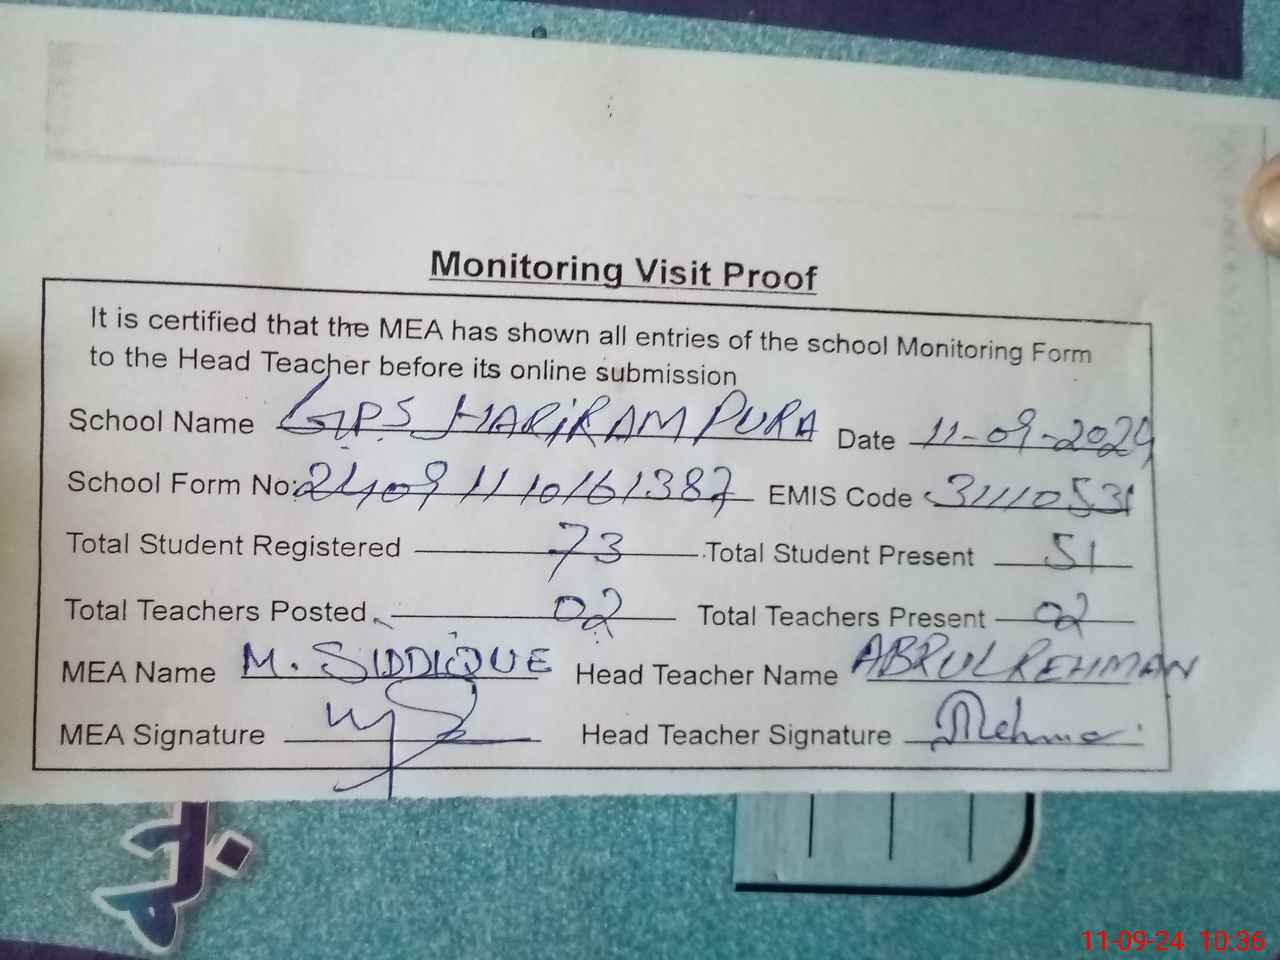 Monitoring Visit Proof
It is certified that the MEA has shown all entries of the school Monitoring Form
to the Head Teacher before its online submission
School Name GPS HARIRAM PURA Date 11-09-2024
School Form No: 24091110161387 EMIS Code 31110531
Total Student Registered 73 Total Student Present 51
Total Teachers Posted 02 Total Teachers Present 02
MEA Name M. SIDDIQUE Head Teacher Name ABRULREHMAN
MEA Signature Head Teacher Signature
11-09-24 10:36